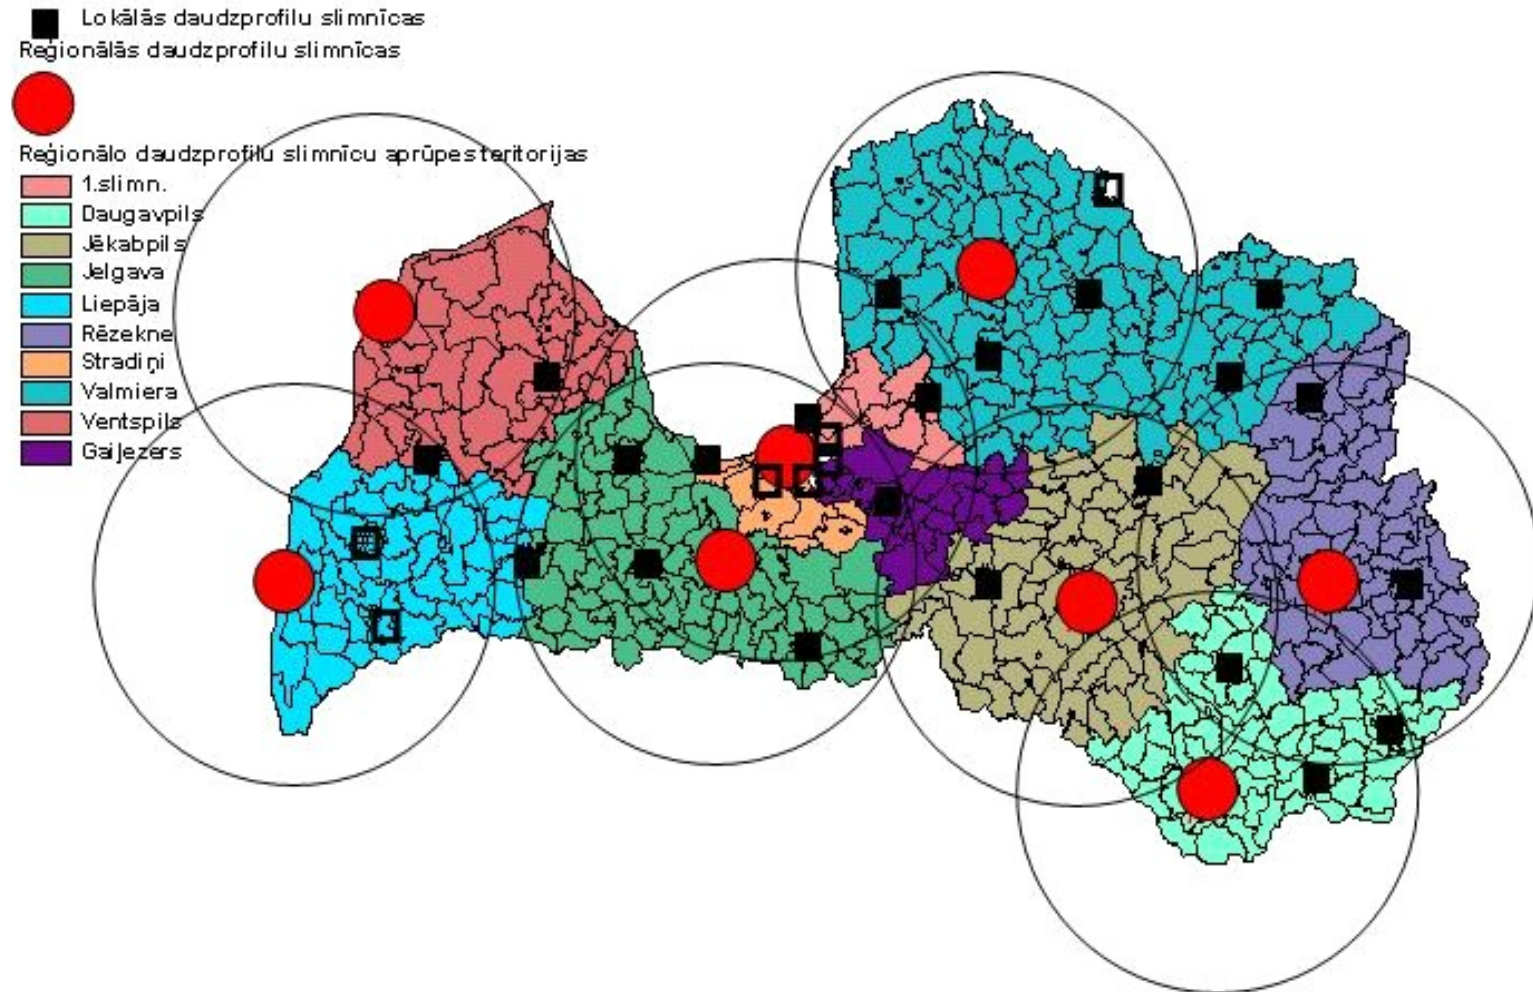 Lokālās daudzprofilu slimnīcas
Reģionālās daudzprofilu slimnīcas
Reģionālo daudzprofilu slimnīcu aprūpes teritorijas
1.slimn.
Daugavpils
Jēkabpils
Jelgava
Liepāja
Rēzekne
Stradiņi
Valmiera
Ventspils
Gaiļezers